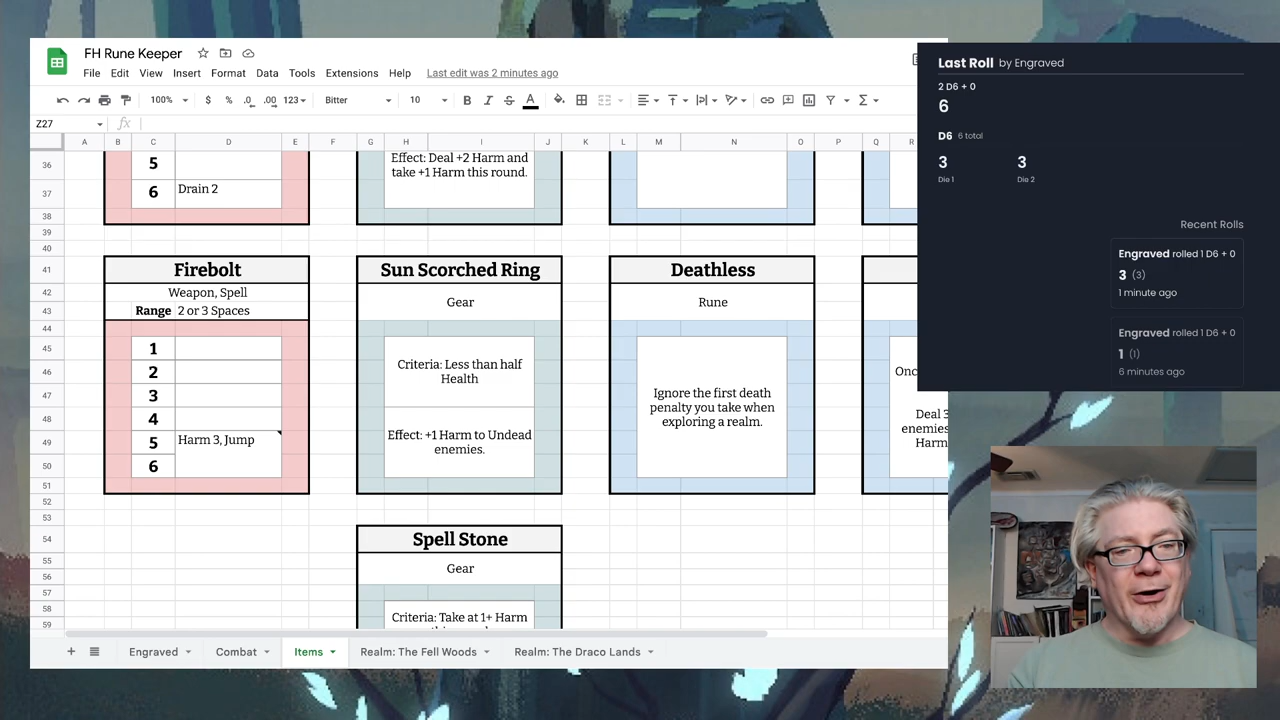 FH Rune Keeper
File Edit View Insert Format Data Tools Extensions Help Last edit was 2 minutes ago
100% $ % .0 .00 123 Bitter 10 B I S A
Z27 fx
A B C D E F G H I J K L M N O P Q R
36 5 Effect: Deal +2 Harm and
take +1 Harm this round.
37 6 Drain 2
38
39
40
41 Firebolt Sun Scorched Ring Deathless
42 Weapon, Spell Gear Rune
43 Range 2 or 3 Spaces
44
45 1
46 2 Criteria: Less than half
Health
47 3 Ignore the first death
penalty you take when
exploring a realm.
48 4
49 5 Harm 3, Jump Effect: +1 Harm to Undead
enemies.
50 6
Deal 3
enemies
Harm
51
52
53
54 Spell Stone
55 Gear
56
57
58 Criteria: Take at 1+ Harm
59
+ Engraved Combat Items Realm: The Fell Woods Realm: The Draco Lands
Last Roll by Engraved
2 D6 + 0
6
D6 6 total
3 3
Die 1 Die 2
Recent Rolls
Engraved rolled 1 D6 + 0
3 (3)
1 minute ago
Engraved rolled 1 D6 + 0
1 (1)
6 minutes ago